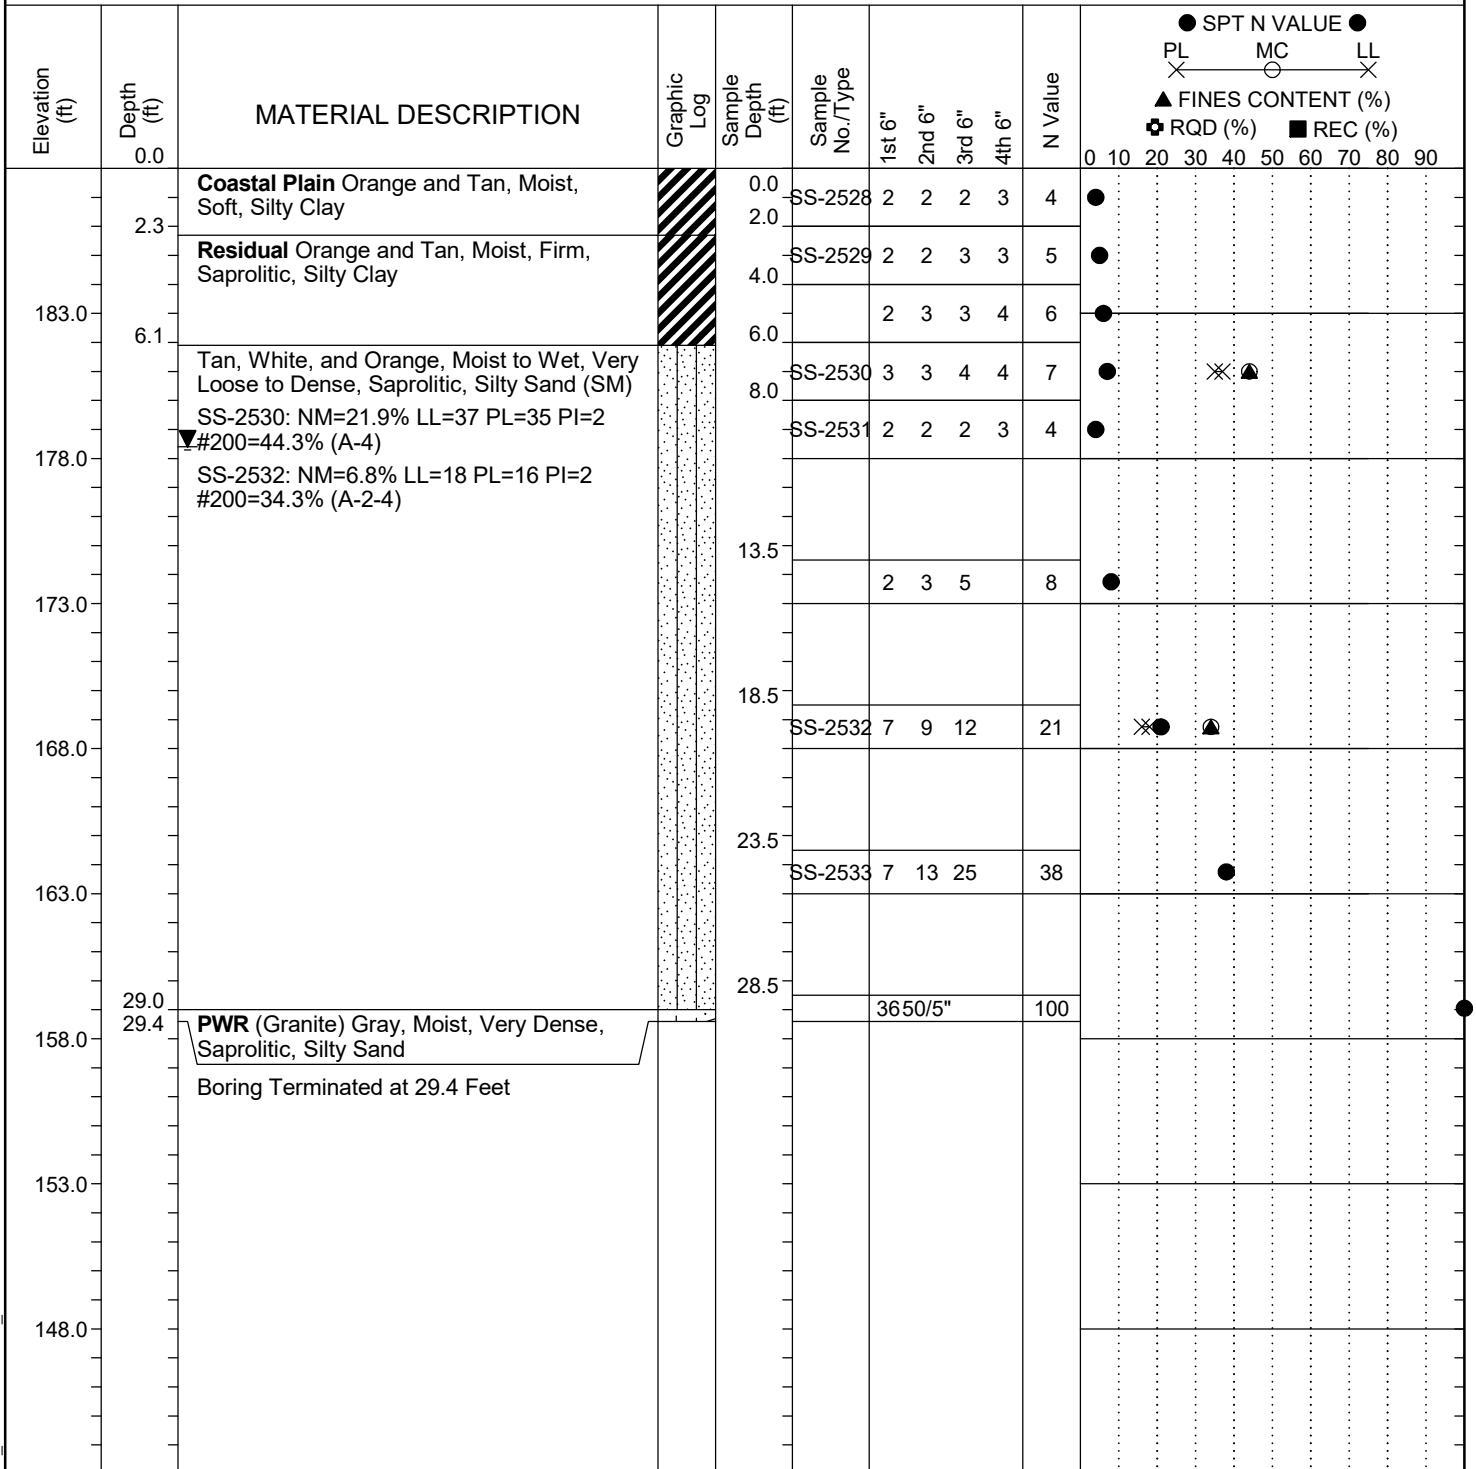 Elevation (ft)
Depth (ft)
0.0
MATERIAL DESCRIPTION
Graphic Log
Sample Depth (ft)
Sample No./Type
1st 6"
2nd 6"
3rd 6"
4th 6"
N Value
SPT N VALUE
PL MC LL
FINES CONTENT (%)
RQD (%) REC (%)
0 10 20 30 40 50 60 70 80 90
Coastal Plain Orange and Tan, Moist,
Soft, Silty Clay
0.0
SS-2528 2 2 2 3 4
2.0
2.3
Residual Orange and Tan, Moist, Firm,
Saprolitic, Silty Clay
SS-2529 2 2 3 3 5
4.0
183.0
2 3 3 4 6
6.0
6.1
Tan, White, and Orange, Moist to Wet, Very
Loose to Dense, Saprolitic, Silty Sand (SM)
SS-2530 3 3 4 4 7
8.0
SS-2530: NM=21.9% LL=37 PL=35 PI=2
#200=44.3% (A-4)
SS-2531 2 2 2 3 4
178.0
SS-2532: NM=6.8% LL=18 PL=16 PI=2
#200=34.3% (A-2-4)
13.5
2 3 5 8
173.0
18.5
SS-2532 7 9 12 21
168.0
23.5
SS-2533 7 13 25 38
163.0
28.5
29.0
36 50/5" 100
29.4
PWR (Granite) Gray, Moist, Very Dense,
Saprolitic, Silty Sand
158.0
Boring Terminated at 29.4 Feet
153.0
148.0